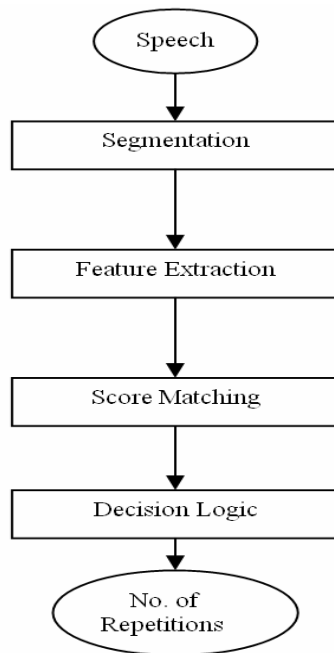 Speech
Segmentation
Feature Extraction
Score Matching
Decision Logic
No. of
Repetitions